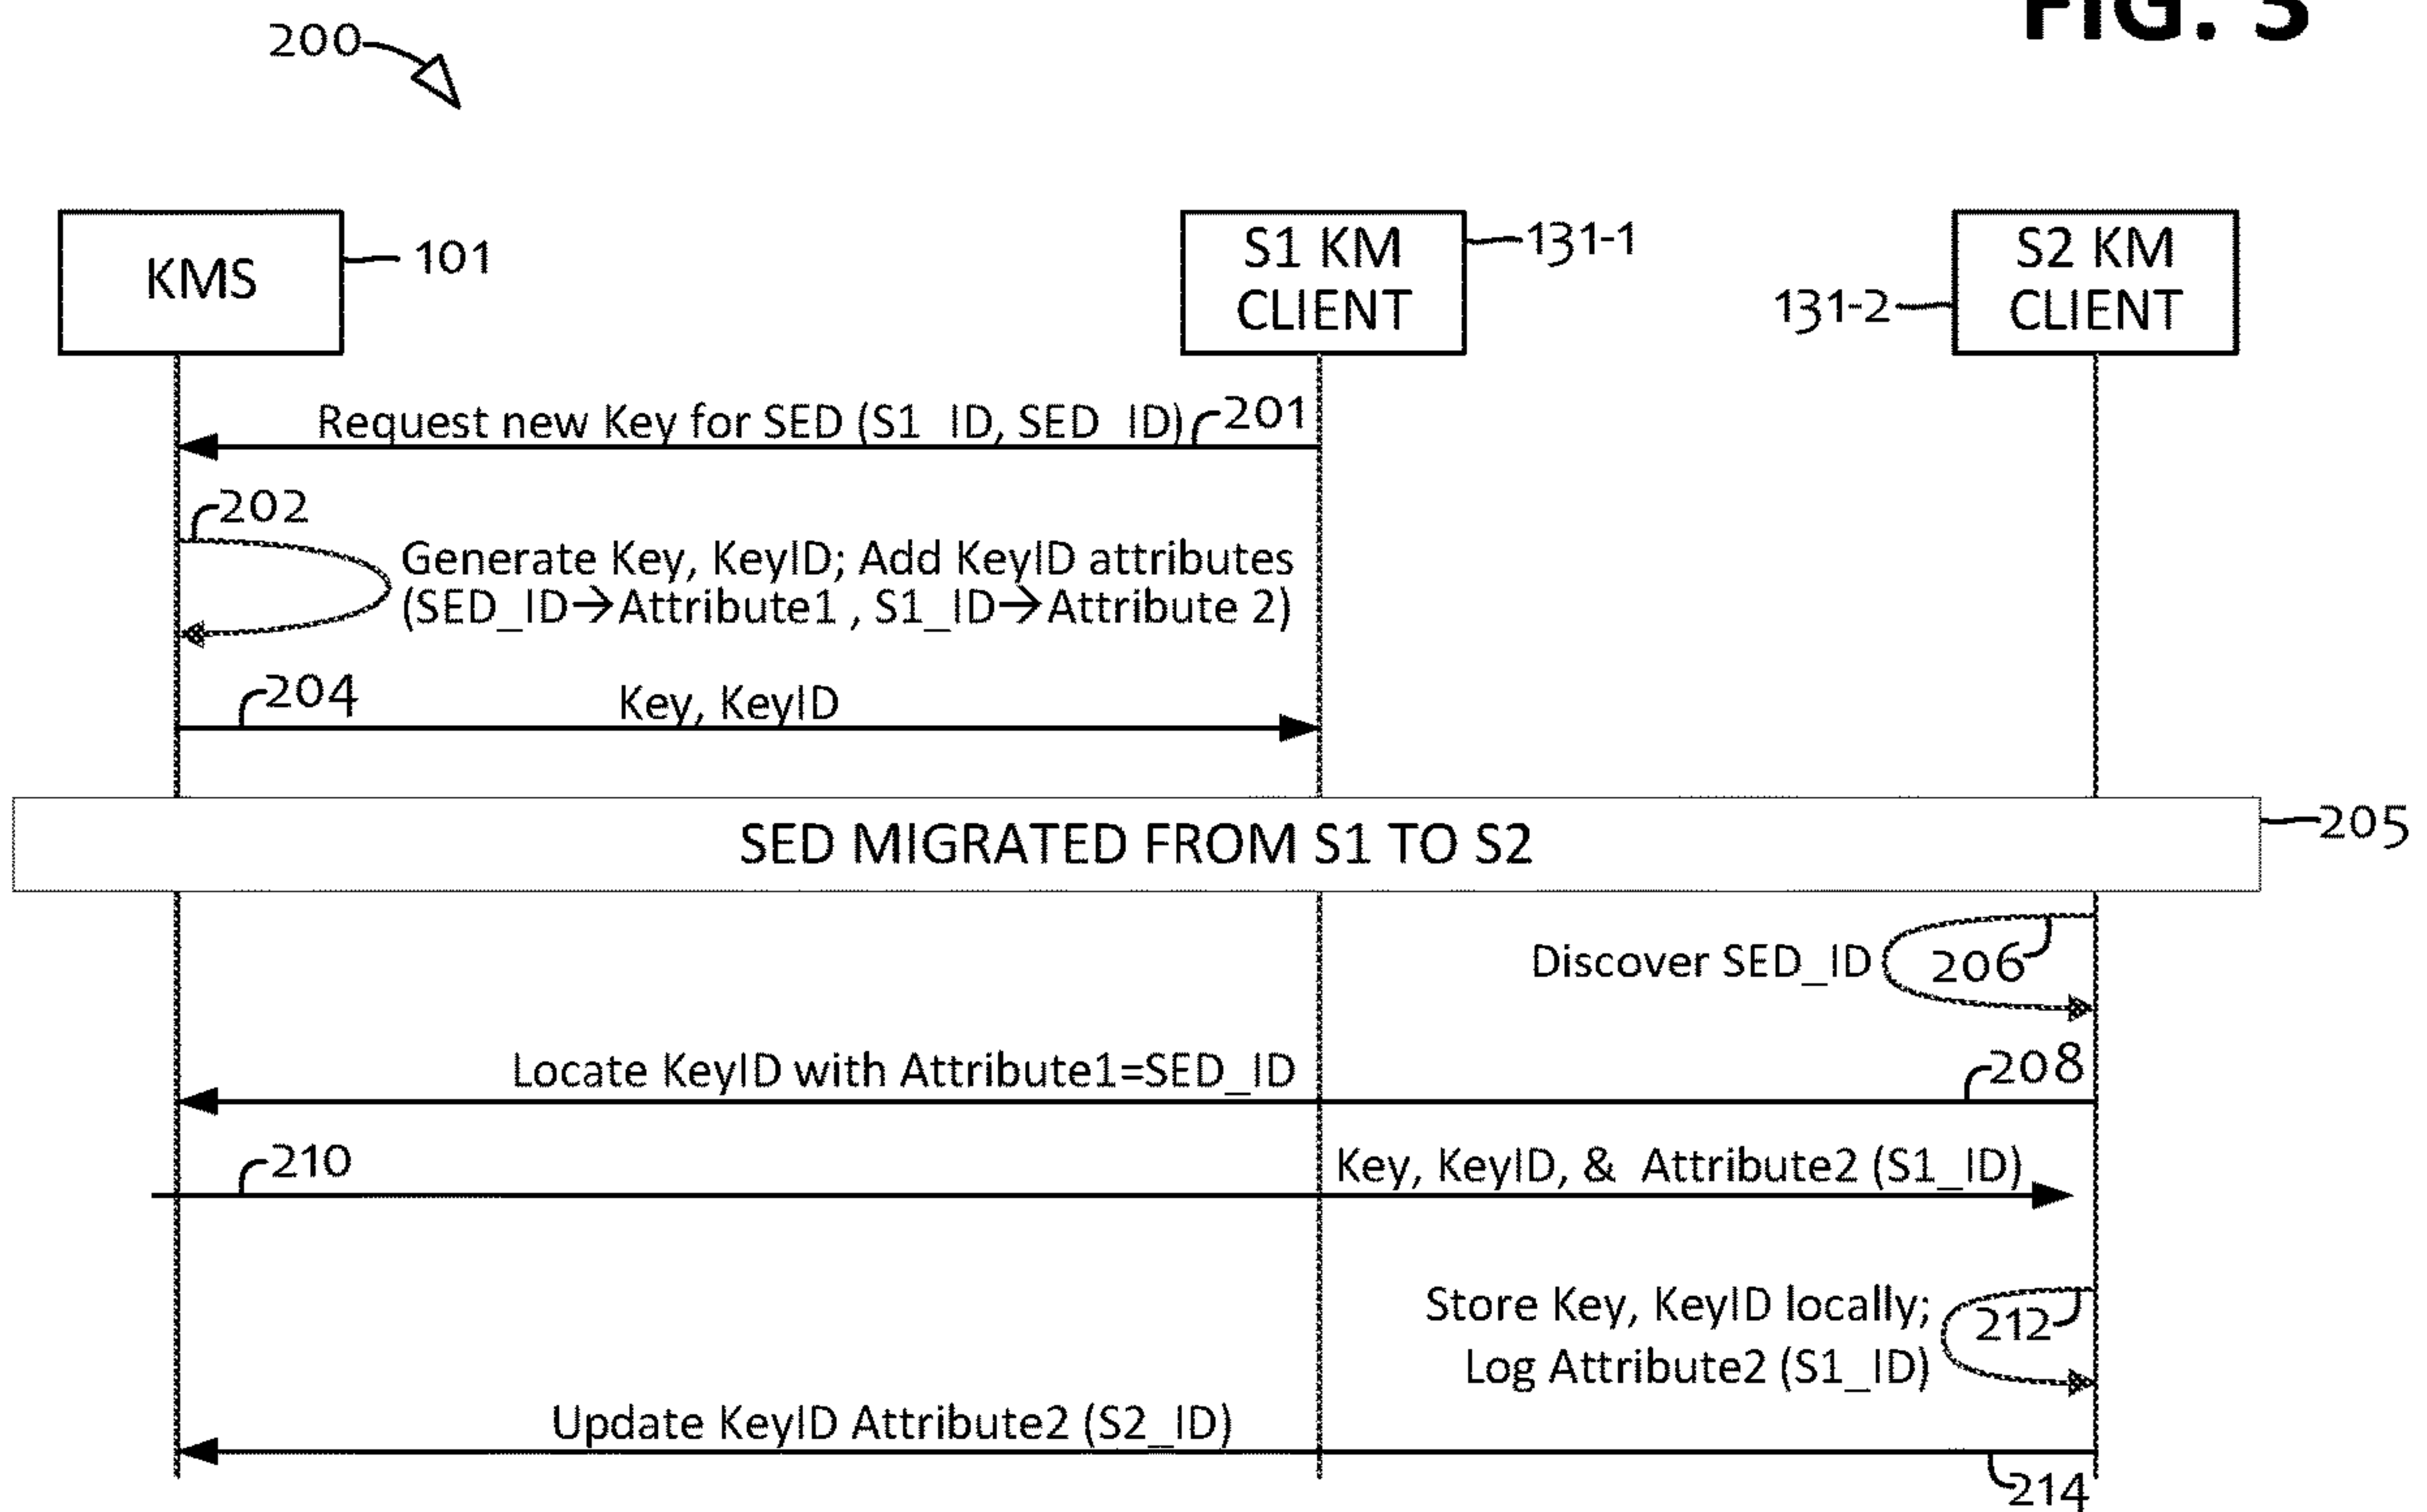 FIG. 3
200
KMS
101
S1 KM
CLIENT
131-1
S2 KM
CLIENT
131-2
Request new Key for SED (S1_ID, SED_ID)
201
202
Generate Key, KeyID; Add KeyID attributes
(SED_ID→Attribute1 , S1_ID→Attribute 2)
204
Key, KeyID
SED MIGRATED FROM S1 TO S2
205
Discover SED_ID
206
Locate KeyID with Attribute1=SED_ID
208
210
Key, KeyID, & Attribute2 (S1_ID)
Store Key, KeyID locally;
212
Log Attribute2 (S1_ID)
Update KeyID Attribute2 (S2_ID)
214